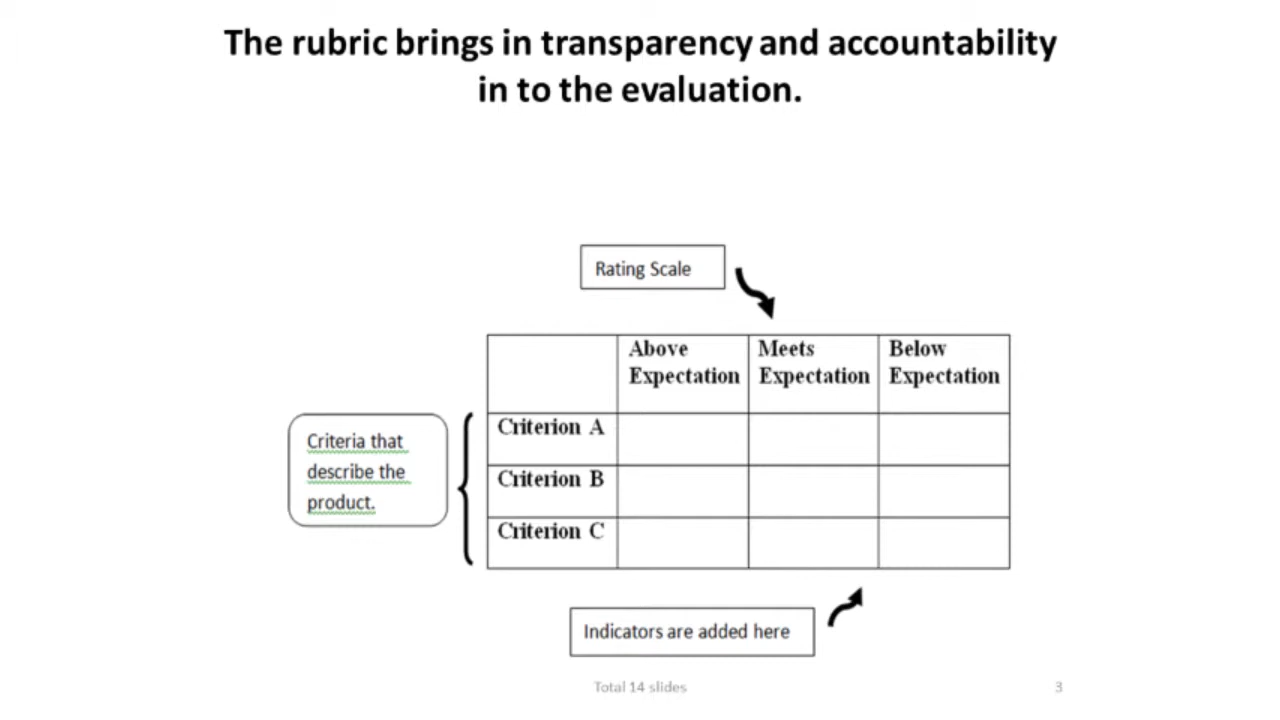 The rubric brings in transparency and accountability
in to the evaluation.
Rating Scale
Above Expectation Meets Expectation Below Expectation
Criteria that
describe the
product.
Criterion A
Criterion B
Criterion C
Indicators are added here
Total 14 slides 3